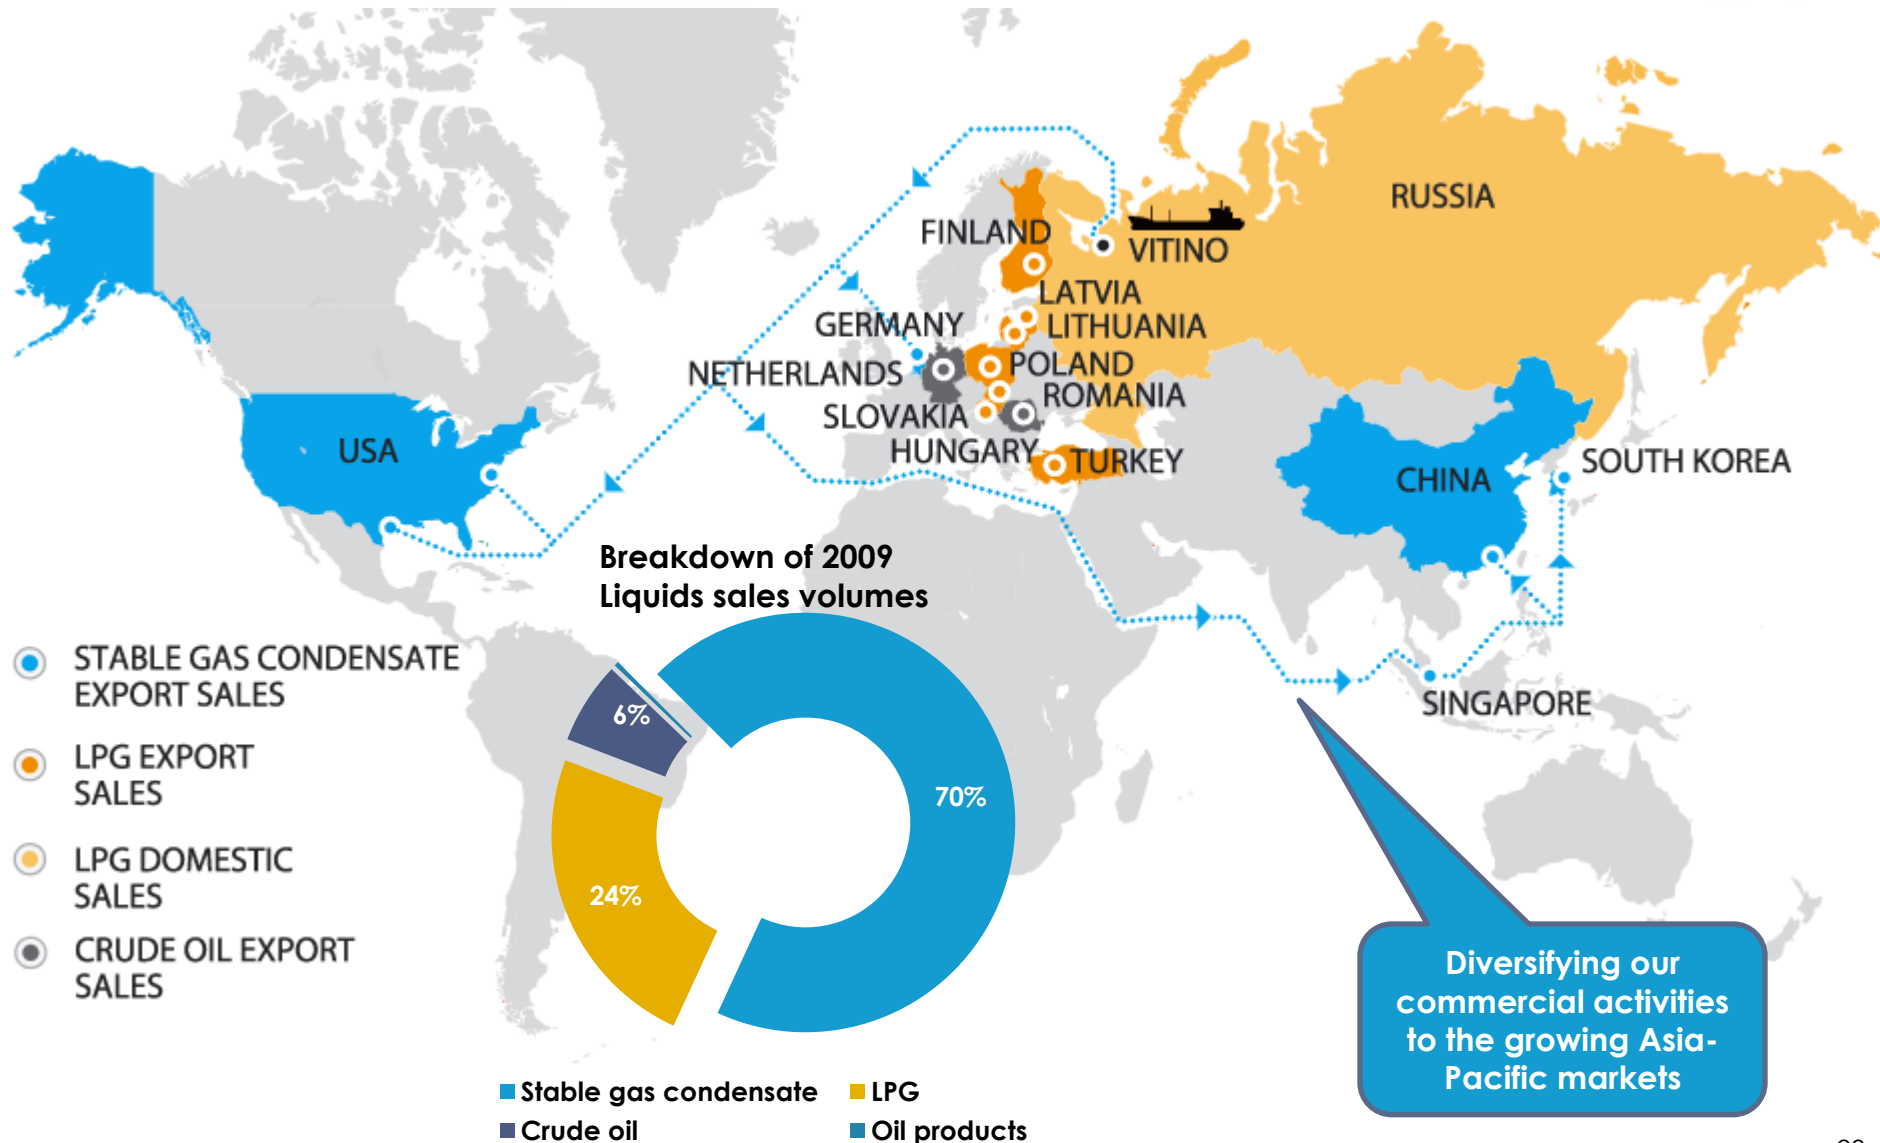 RUSSIA
FINLAND
VITINO
LATVIA
GERMANY
LITHUANIA
NETHERLANDS
POLAND
ROMANIA
SLOVAKIA
HUNGARY
TURKEY
USA
CHINA
SOUTH KOREA
SINGAPORE
Breakdown of 2009
Liquids sales volumes
STABLE GAS CONDENSATE
EXPORT SALES
LPG EXPORT
SALES
LPG DOMESTIC
SALES
CRUDE OIL EXPORT
SALES
6%
70%
24%
Diversifying our
commercial activities
to the growing Asia-
Pacific markets
Stable gas condensate
LPG
Crude oil
Oil products